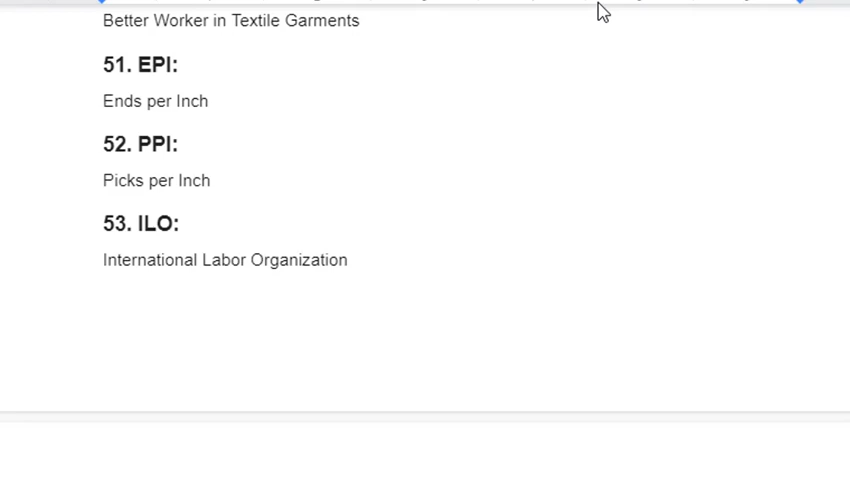 Better Worker in Textile Garments
51. EPI:
Ends per Inch
52. PPI:
Picks per Inch
53. ILO:
International Labor Organization